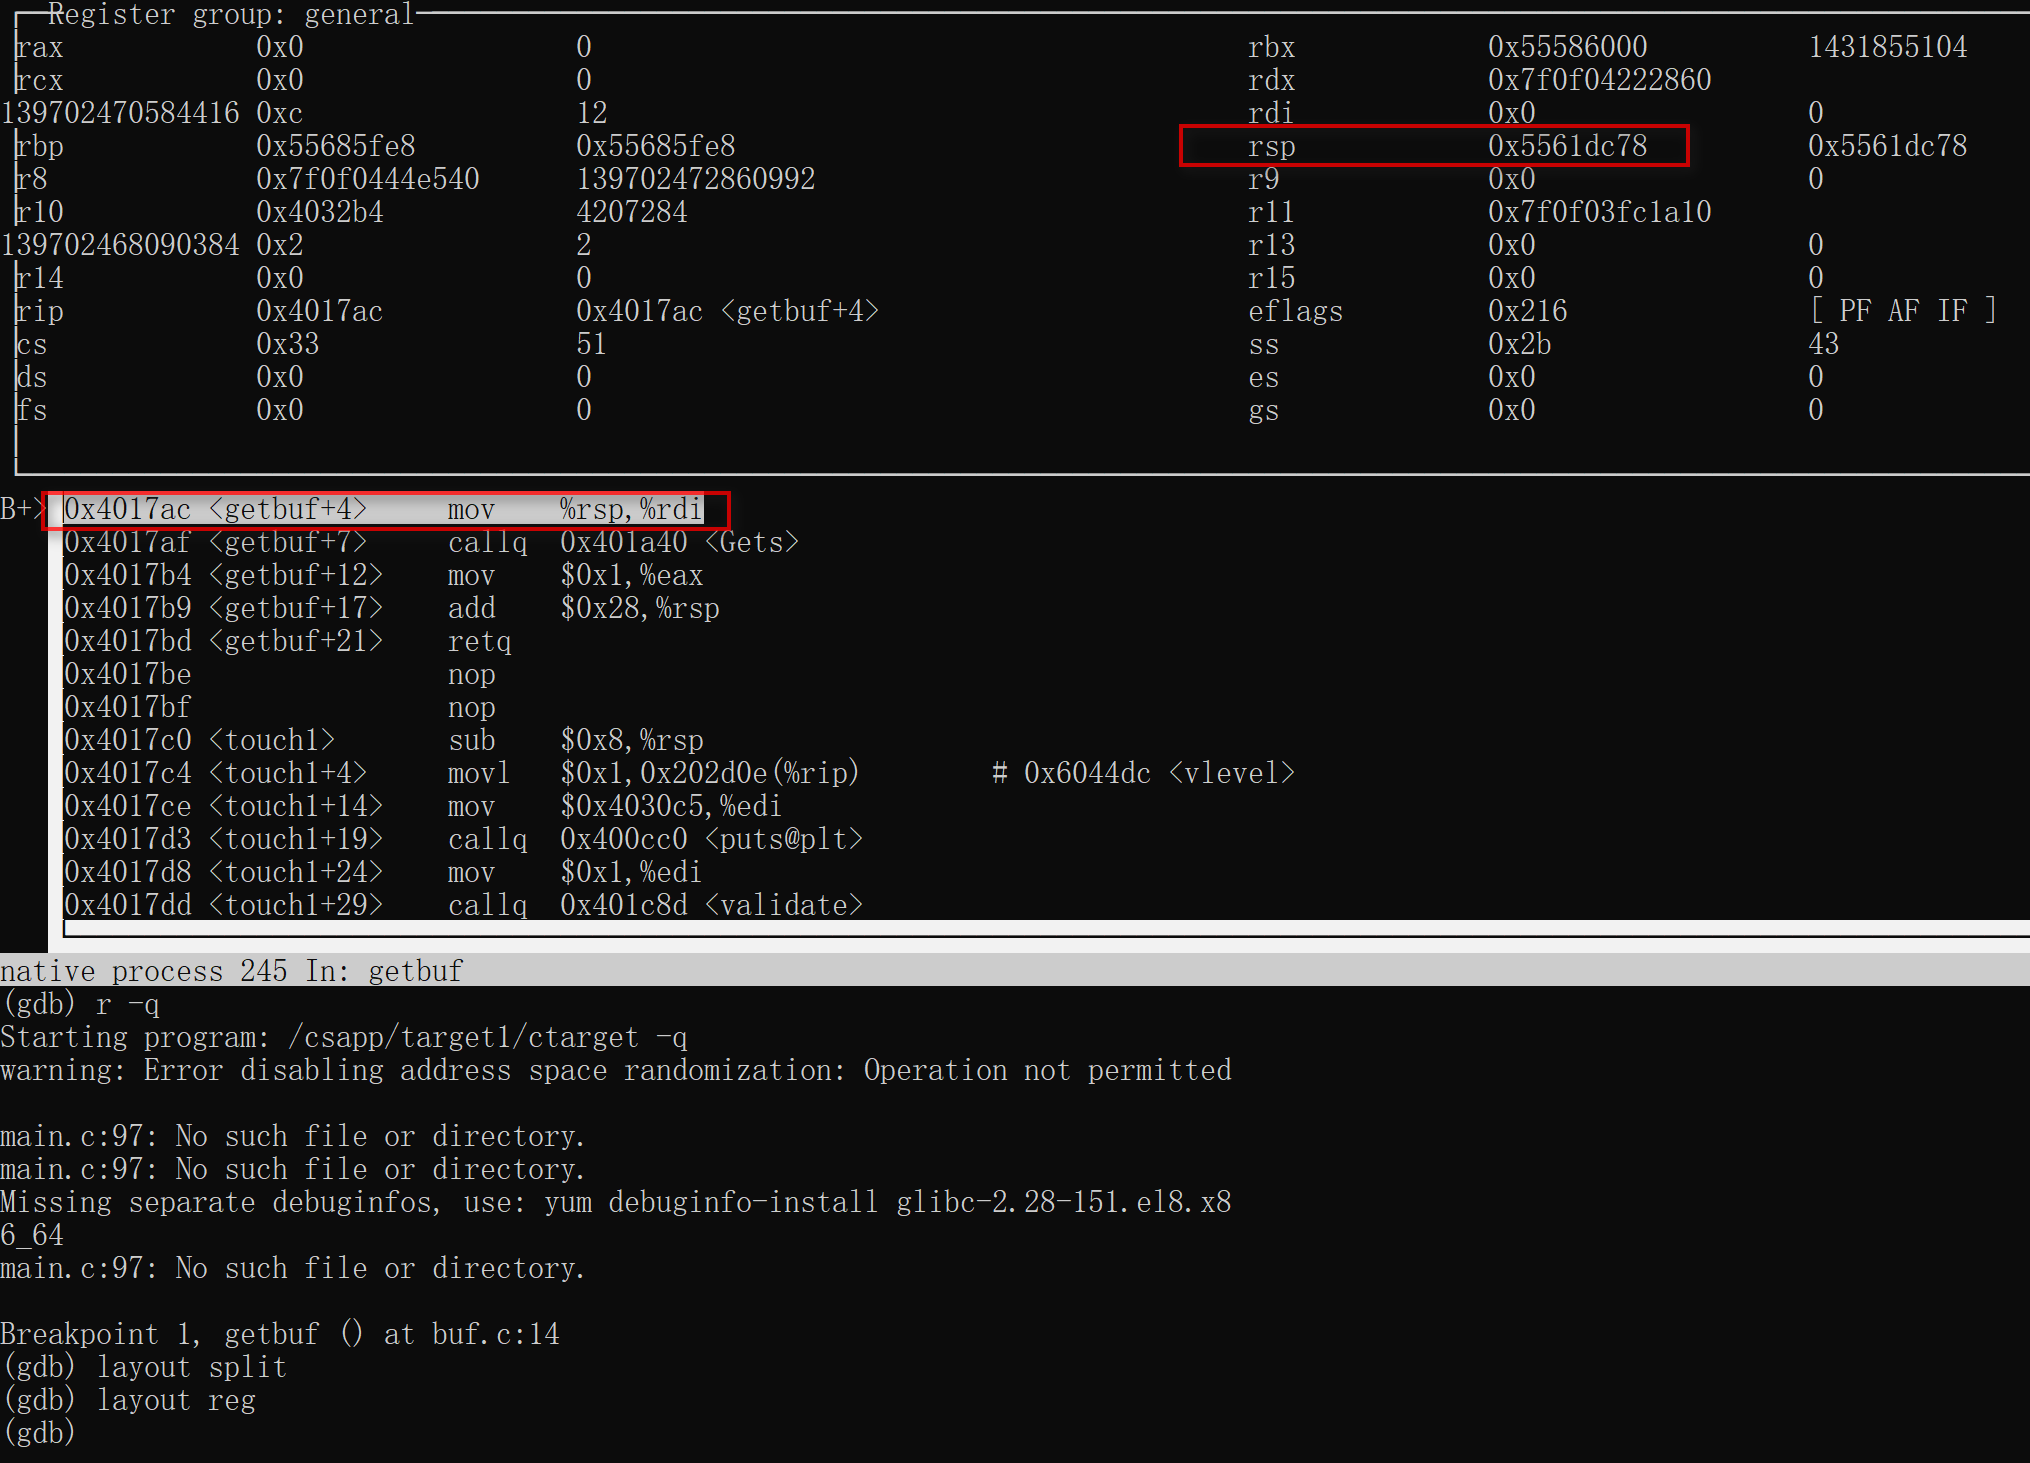 Register group: general
rax 0x0 0 rbx 0x55586000 1431855104
rcx 0x0 0 rdx 0x7f0f04222860
139702470584416 0xc 12 rdi 0x0 0
rbp 0x55685fe8 0x55685fe8 rsp 0x5561dc78 0x5561dc78
r8 0x7f0f0444e540 139702472860992 r9 0x0 0
r10 0x4032b4 4207284 r11 0x7f0f03fc1a10
139702468090384 0x2 2 r13 0x0 0
r14 0x0 0 r15 0x0 0
rip 0x4017ac 0x4017ac <getbuf+4> eflags 0x216 [ PF AF IF ]
cs 0x33 51 ss 0x2b 43
ds 0x0 0 es 0x0 0
fs 0x0 0 gs 0x0 0
B+> 0x4017ac <getbuf+4> mov %rsp,%rdi
0x4017af <getbuf+7> callq 0x401a40 <Gets>
0x4017b4 <getbuf+12> mov $0x1,%eax
0x4017b9 <getbuf+17> add $0x28,%rsp
0x4017bd <getbuf+21> retq
0x4017be nop
0x4017bf nop
0x4017c0 <touch1> sub $0x8,%rsp
0x4017c4 <touch1+4> movl $0x1,0x202d0e(%rip) # 0x6044dc <vlevel>
0x4017ce <touch1+14> mov $0x4030c5,%edi
0x4017d3 <touch1+19> callq 0x400cc0 <puts@plt>
0x4017d8 <touch1+24> mov $0x1,%edi
0x4017dd <touch1+29> callq 0x401c8d <validate>
native process 245 In: getbuf
(gdb) r -q
Starting program: /csapp/target1/ctarget -q
warning: Error disabling address space randomization: Operation not permitted
main.c:97: No such file or directory.
main.c:97: No such file or directory.
Missing separate debuginfos, use: yum debuginfo-install glibc-2.28-151.el8.x8
6_64
main.c:97: No such file or directory.
Breakpoint 1, getbuf () at buf.c:14
(gdb) layout split
(gdb) layout reg
(gdb)